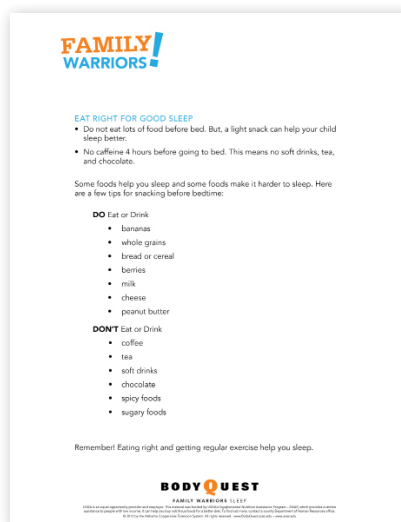 FAMILY
WARRIORS!
EAT RIGHT FOR GOOD SLEEP
• Do not eat lots of food before bed. But, a light snack can help your child
sleep better.
• No caffeine 4 hours before going to bed. This means no soft drinks, tea,
and chocolate.
Some foods help you sleep and some foods make it harder to sleep. Here
are a few tips for snacking before bedtime:
DO Eat or Drink
• bananas
• whole grains
• bread or cereal
• berries
• milk
• cheese
• peanut butter
DON'T Eat or Drink
• coffee
• tea
• soft drinks
• chocolate
• spicy foods
• sugary foods
Remember! Eating right and getting regular exercise help you sleep.
BODY QUEST
FAMILY WARRIORS SLEEP